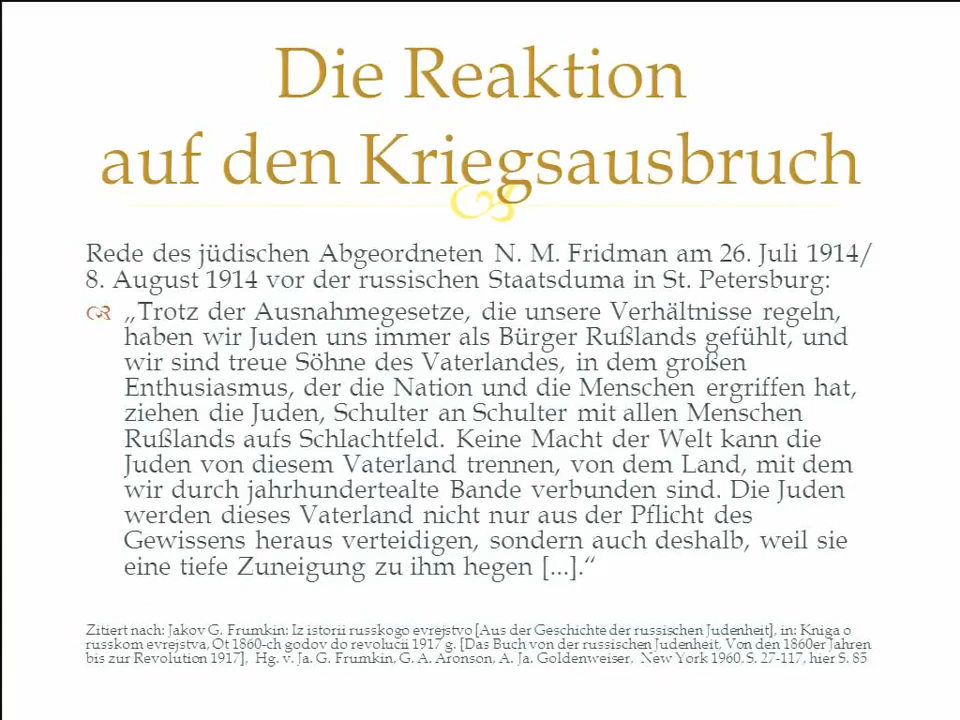 Die Reaktion
auf den Kriegsausbruch
Rede des jüdischen Abgeordneten N. M. Fridman am 26. Juli 1914/
8. August 1914 vor der russischen Staatsduma in St. Petersburg:
„Trotz der Ausnahmegesetze, die unsere Verhältnisse regeln,
haben wir Juden uns immer als Bürger Rußlands gefühlt, und
wir sind treue Söhne des Vaterlandes, in dem großen
Enthusiasmus, der die Nation und die Menschen ergriffen hat,
ziehen die Juden, Schulter an Schulter mit allen Menschen
Rußlands aufs Schlachtfeld. Keine Macht der Welt kann die
Juden von diesem Vaterland trennen, von dem Land, mit dem
wir durch jahrhundertealte Bande verbunden sind. Die Juden
werden dieses Vaterland nicht nur aus der Pflicht des
Gewissens heraus verteidigen, sondern auch deshalb, weil sie
eine tiefe Zuneigung zu ihm hegen [...].“
Zitiert nach: Jakov G. Frumkin: Iz istorii russkogo evrejstvo [Aus der Geschichte der russischen Judenheit], in: Kniga o
russkom evrejstva, Ot 1860-ch godov do revolucii 1917 g. [Das Buch von der russischen Judenheit, Von den 1860er Jahren
bis zur Revolution 1917], Hg. v. Ja. G. Frumkin, G. A. Aronson, A. Ja. Goldenweiser, New York 1960, S. 27-117, hier S. 85